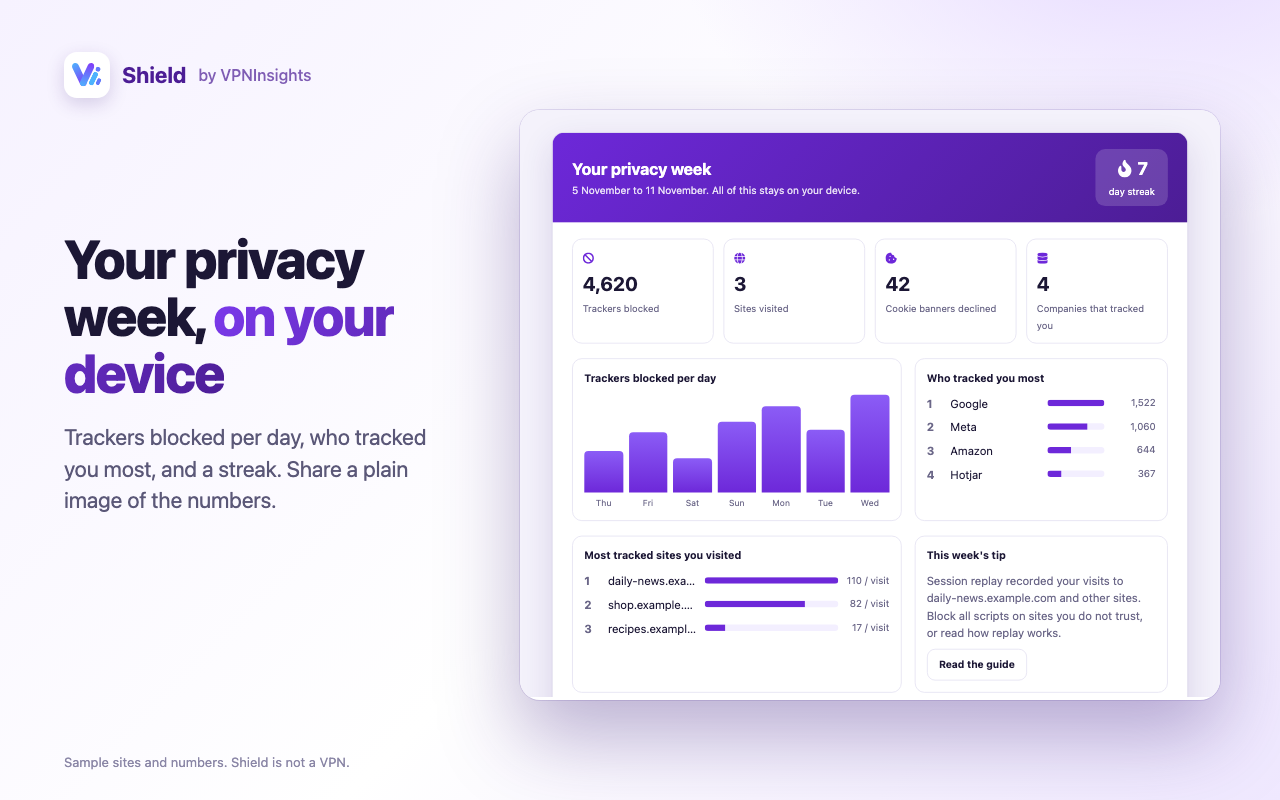 Shield by VPNInsights
Your privacy
week, on your
device
Trackers blocked per day, who tracked
you most, and a streak. Share a plain
image of the numbers.
Sample sites and numbers. Shield is not a VPN.
Your privacy week
5 November to 11 November. All of this stays on your device.
7
day streak
4,620
Trackers blocked
3
Sites visited
42
Cookie banners declined
4
Companies that tracked
you
Trackers blocked per day
Thu Fri Sat Sun Mon Tue Wed
Who tracked you most
1 Google 1,522
2 Meta 1,060
3 Amazon 644
4 Hotjar 367
Most tracked sites you visited
1 daily-news.exa... 110 / visit
2 shop.example.... 82 / visit
3 recipes.exampl... 17 / visit
This week's tip
Session replay recorded your visits to
daily-news.example.com and other sites.
Block all scripts on sites you do not trust,
or read how replay works.
Read the guide